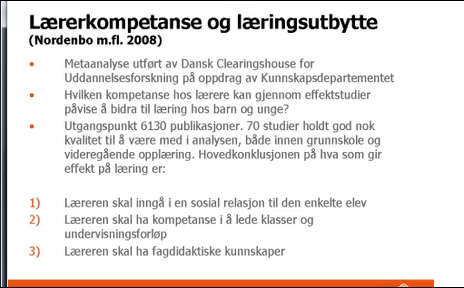 Lærerkompetanse og læringsutbytte
(Nordenbo m.fl. 2008)
• Metaanalyse utført av Dansk Clearingshouse for
Uddannelsesforskning på oppdrag av Kunnskapsdepartementet
• Hvilken kompetanse hos lærere kan gjennom effektstudier
påvise å bidra til læring hos barn og unge?
• Utgangspunkt 6130 publikasjoner. 70 studier holdt god nok
kvalitet til å være med i analysen, både innen grunnskole og
videregående opplæring. Hovedkonklusjonen på hva som gir
effekt på læring er:
1) Læreren skal inngå i en sosial relasjon til den enkelte elev
2) Læreren skal ha kompetanse i å lede klasser og
undervisningsforløp
3) Læreren skal ha fagdidaktiske kunnskaper